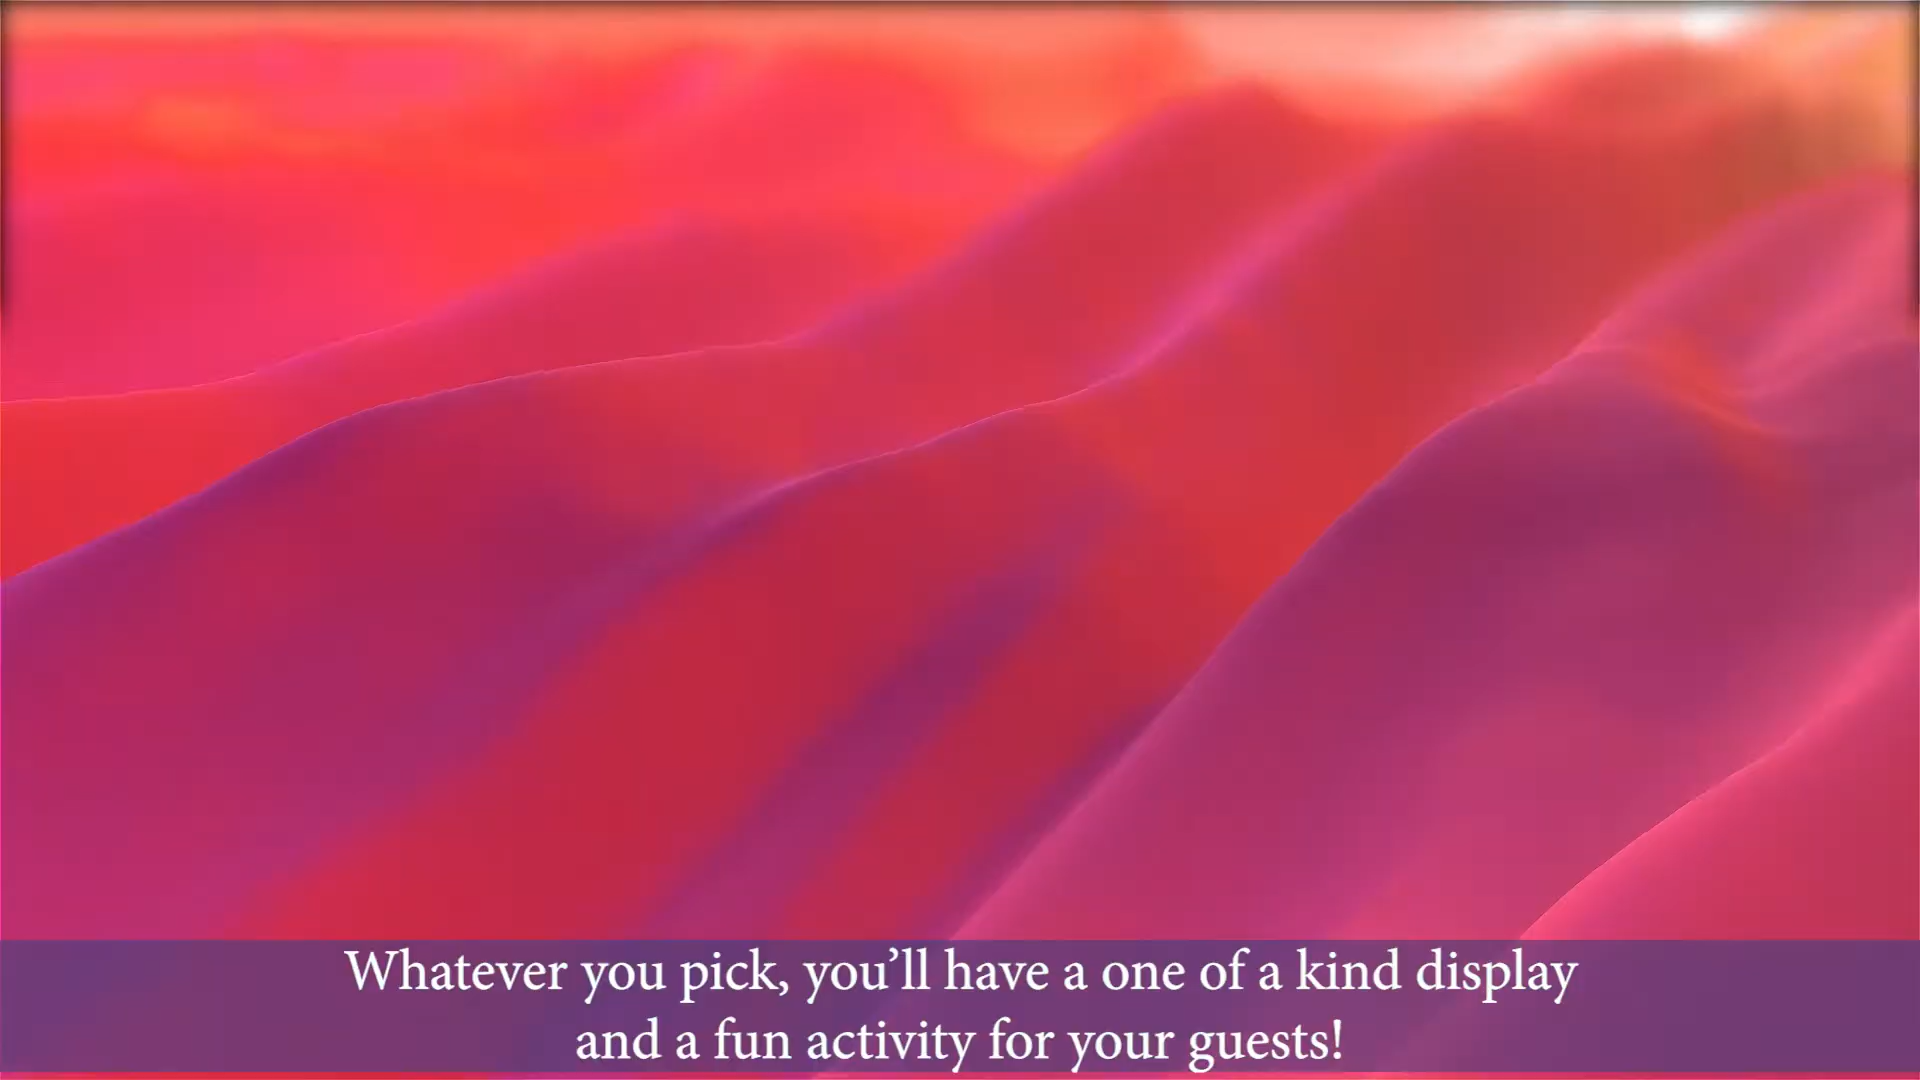 Whatever you pick, you’ll have a one of a kind display
and a fun activity for your guests!